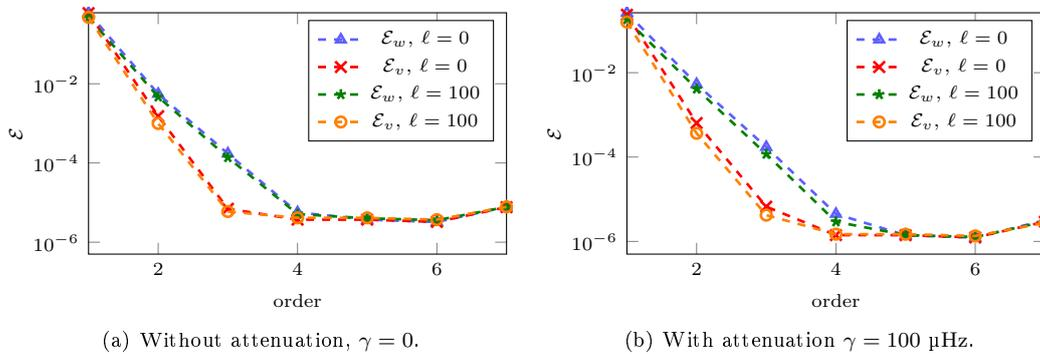 10⁻²
10⁻⁴
10⁻⁶
ℰ
2
4
6
order
ℰ_w, ℓ = 0
ℰ_v, ℓ = 0
ℰ_w, ℓ = 100
ℰ_v, ℓ = 100
(a) Without attenuation, γ = 0.
10⁻²
10⁻⁴
10⁻⁶
ℰ
2
4
6
order
ℰ_w, ℓ = 0
ℰ_v, ℓ = 0
ℰ_w, ℓ = 100
ℰ_v, ℓ = 100
(b) With attenuation γ = 100 µHz.